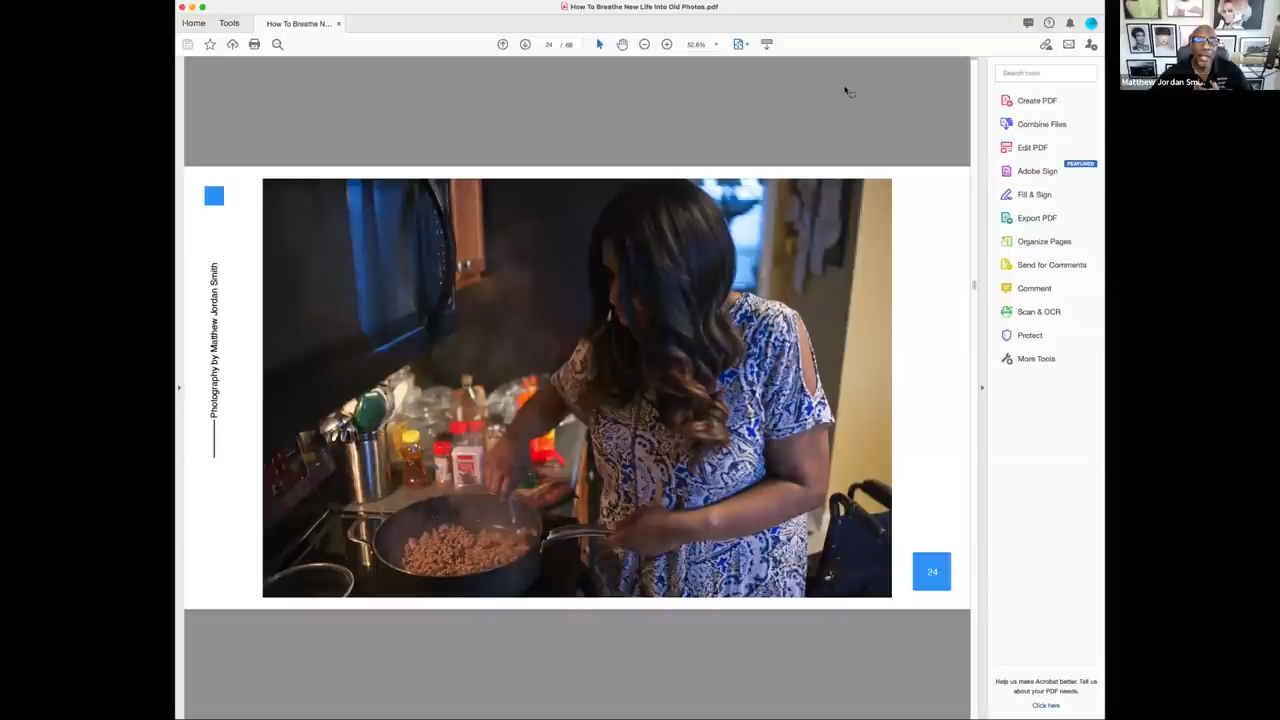 How To Breathe New Life Into Old Photos.pdf
Home
Tools
How To Breathe N... ×
24 / 68
52.6%
Matthew Jordan Smi...
Search tools
Create PDF
Combine Files
Edit PDF
FEATURED
Adobe Sign
Fill & Sign
Export PDF
Organize Pages
Send for Comments
Comment
Scan & OCR
Protect
More Tools
Photography by Matthew Jordan Smith
24
Help us make Acrobat better. Tell us
about your PDF needs.
Click here